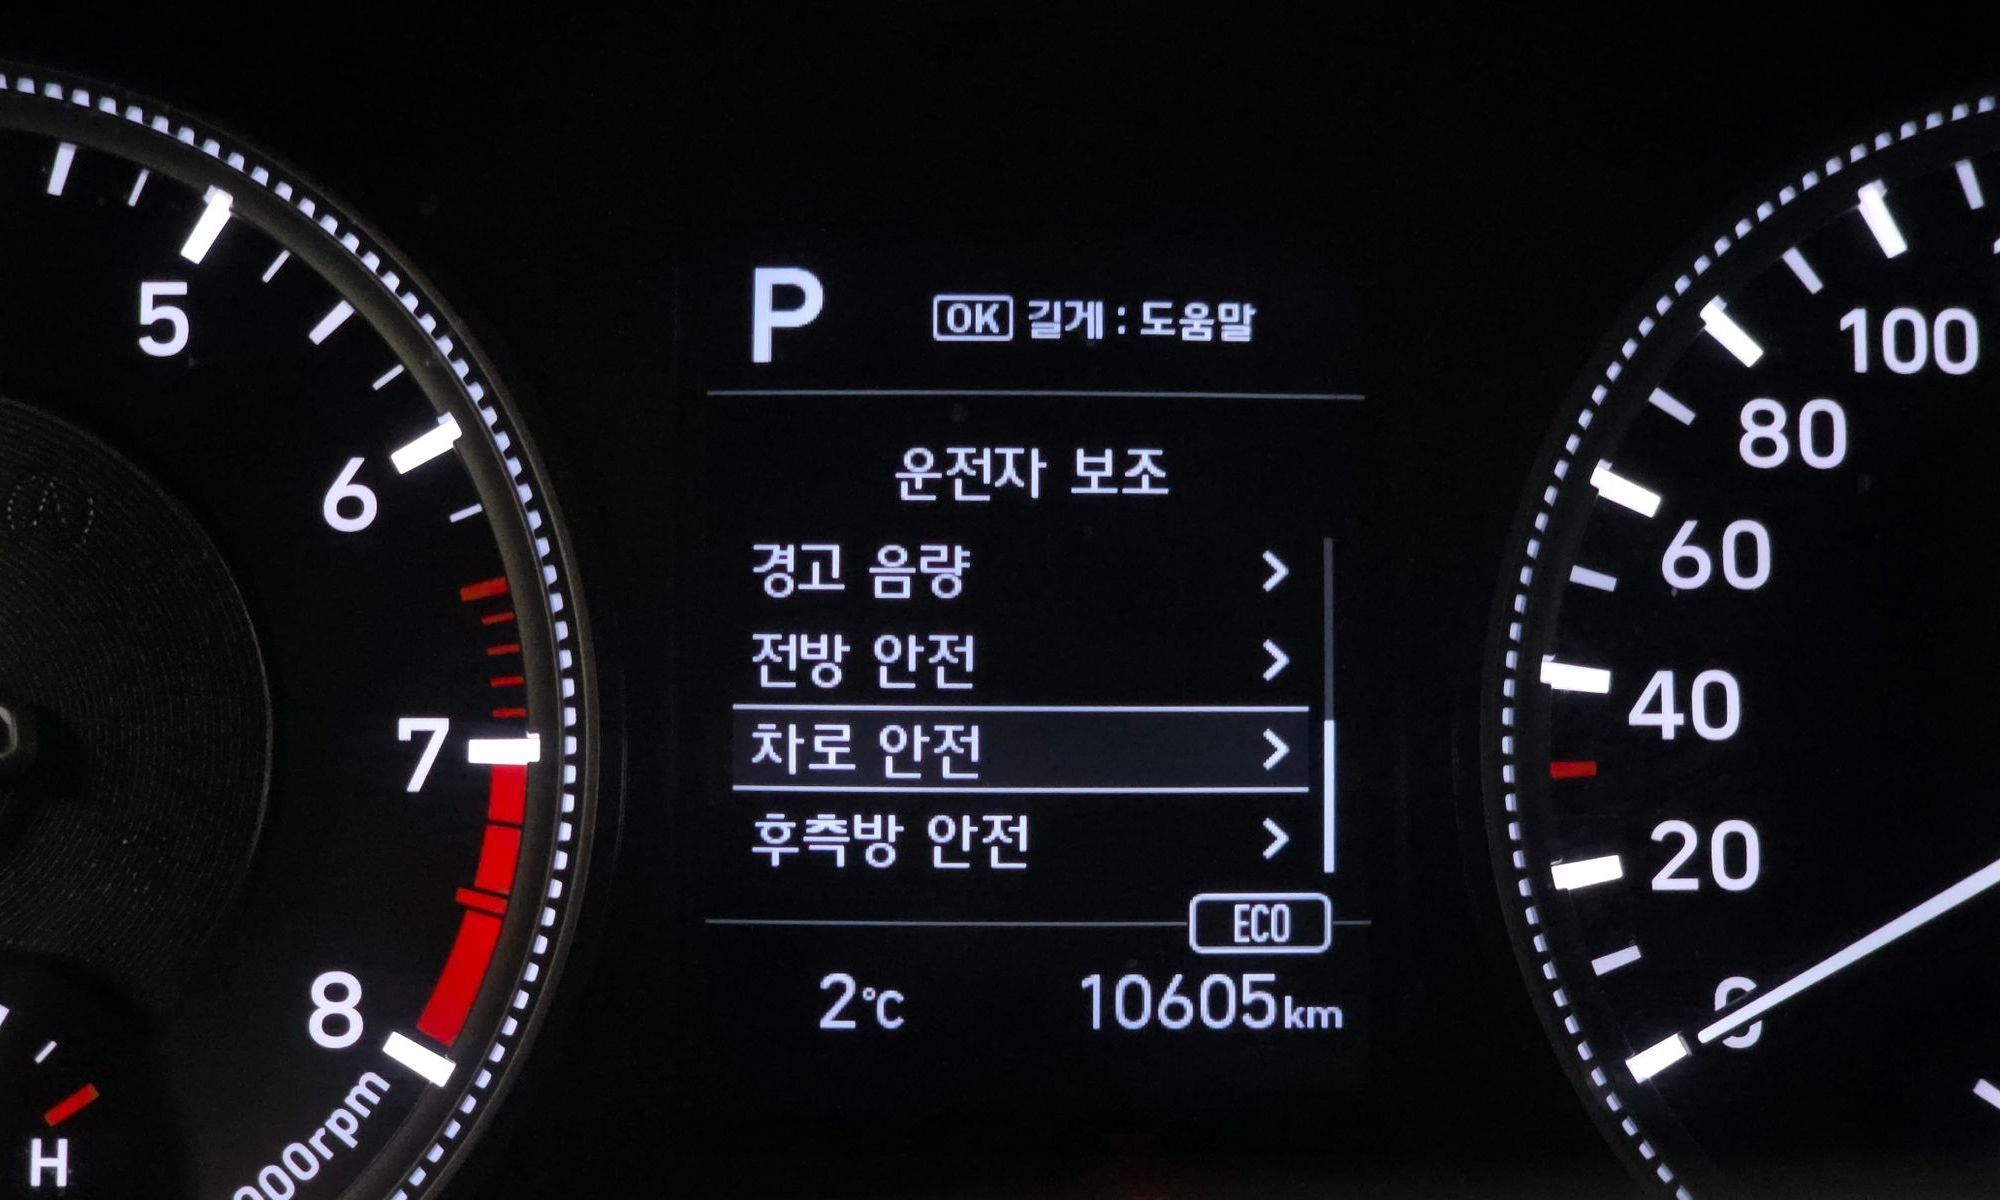 P
OK 길게 : 도움말
운전자 보조
경고 음량
전방 안전
차로 안전
후측방 안전
ECO
2℃ 10605km
5
6
7
8
000rpm
H
100
80
60
40
20
0